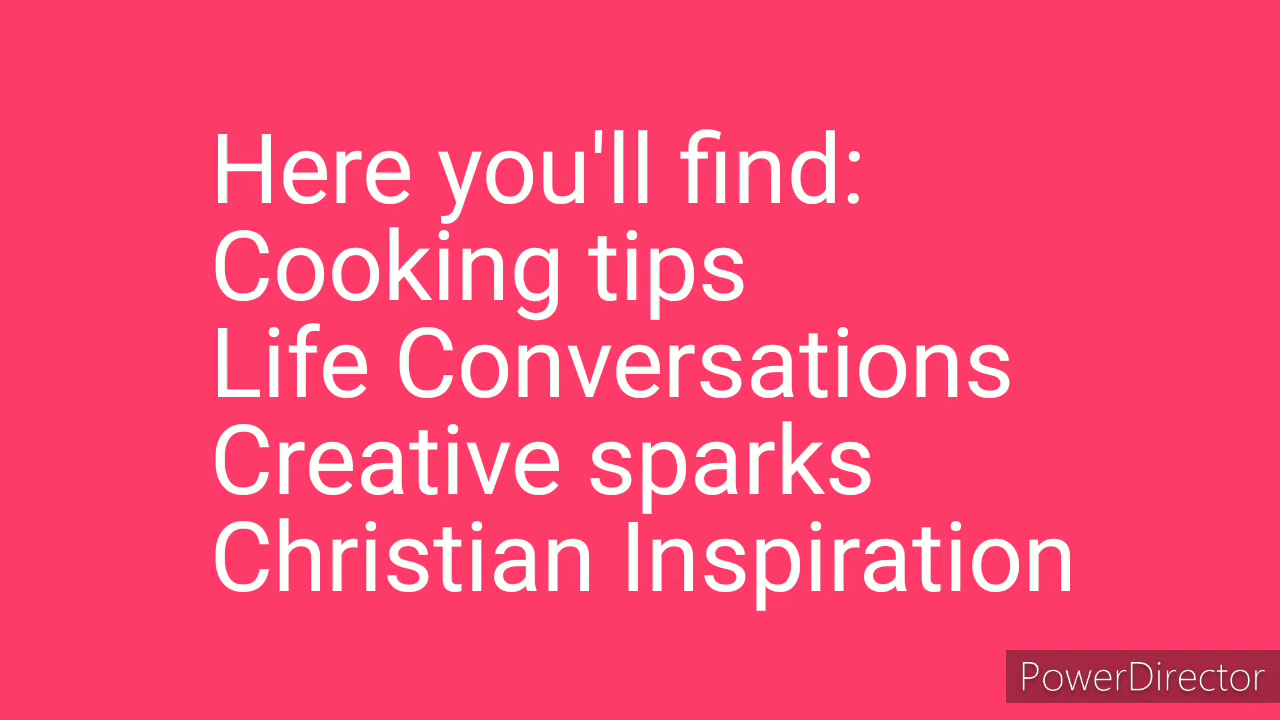 Here you'll find:
Cooking tips
Life Conversations
Creative sparks
Christian Inspiration
PowerDirector